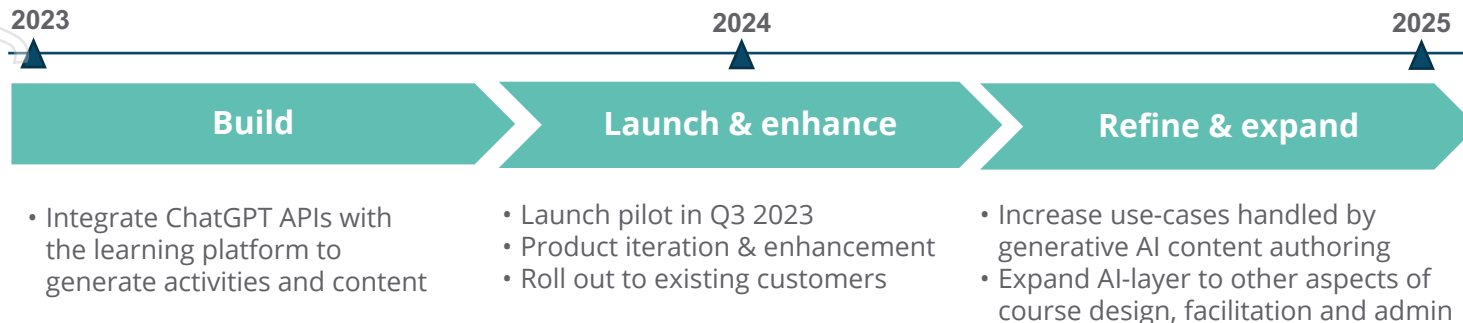 2023
2024
2025
Build
Launch & enhance
Refine & expand
• Integrate ChatGPT APIs with
the learning platform to
generate activities and content
• Launch pilot in Q3 2023
• Product iteration & enhancement
• Roll out to existing customers
• Increase use-cases handled by
generative AI content authoring
• Expand AI-layer to other aspects of
course design, facilitation and admin